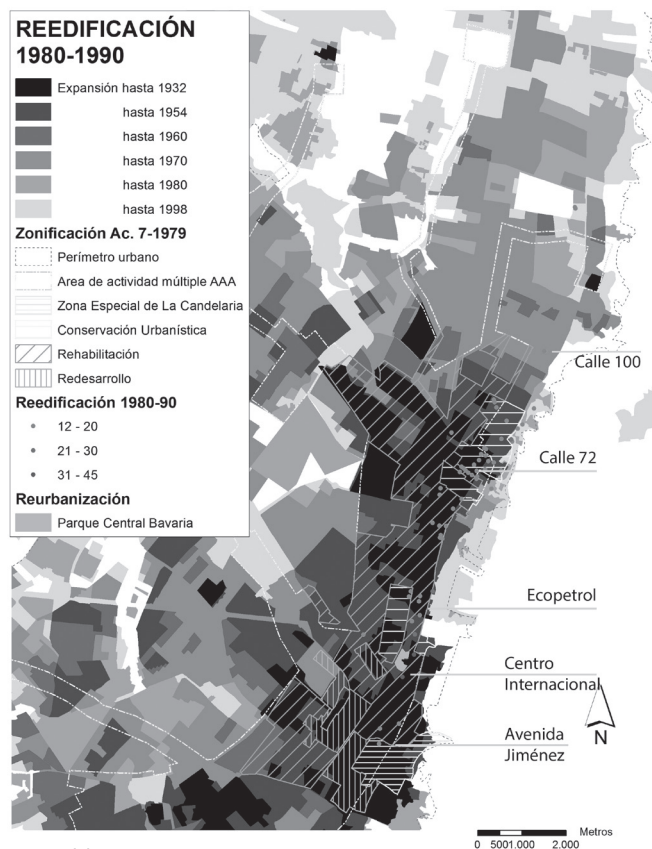 REEDIFICACIÓN
1980-1990
Expansión hasta 1932
hasta 1954
hasta 1960
hasta 1970
hasta 1980
hasta 1998
Zonificación Ac. 7-1979
Perímetro urbano
Area de actividad múltiple AAA
Zona Especial de La Candelaria
Conservación Urbanística
Rehabilitación
Redesarrollo
Reedificación 1980-90
12 - 20
21 - 30
31 - 45
Reurbanización
Parque Central Bavaria
Calle 100
Calle 72
Ecopetrol
Centro
Internacional
Avenida
Jiménez
N
Metros
0 5001.000 2.000